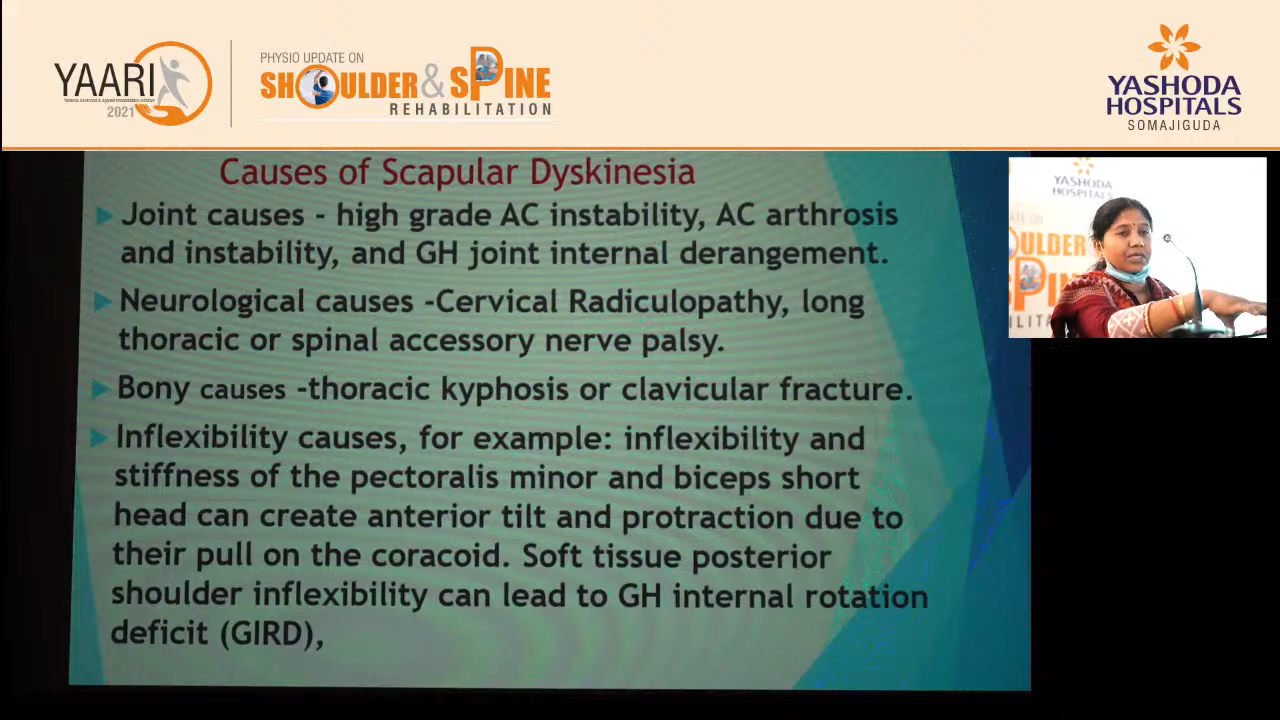 YAARI
2021
PHYSIO UPDATE ON
SHOULDER & SPINE
REHABILITATION
YASHODA
HOSPITALS
SOMAJIGUDA
Causes of Scapular Dyskinesia
Joint causes - high grade AC instability, AC arthrosis
and instability, and GH joint internal derangement.
Neurological causes -Cervical Radiculopathy, long
thoracic or spinal accessory nerve palsy.
Bony causes -thoracic kyphosis or clavicular fracture.
Inflexibility causes, for example: inflexibility and
stiffness of the pectoralis minor and biceps short
head can create anterior tilt and protraction due to
their pull on the coracoid. Soft tissue posterior
shoulder inflexibility can lead to GH internal rotation
deficit (GIRD),
YASHODA
HOSPITALS